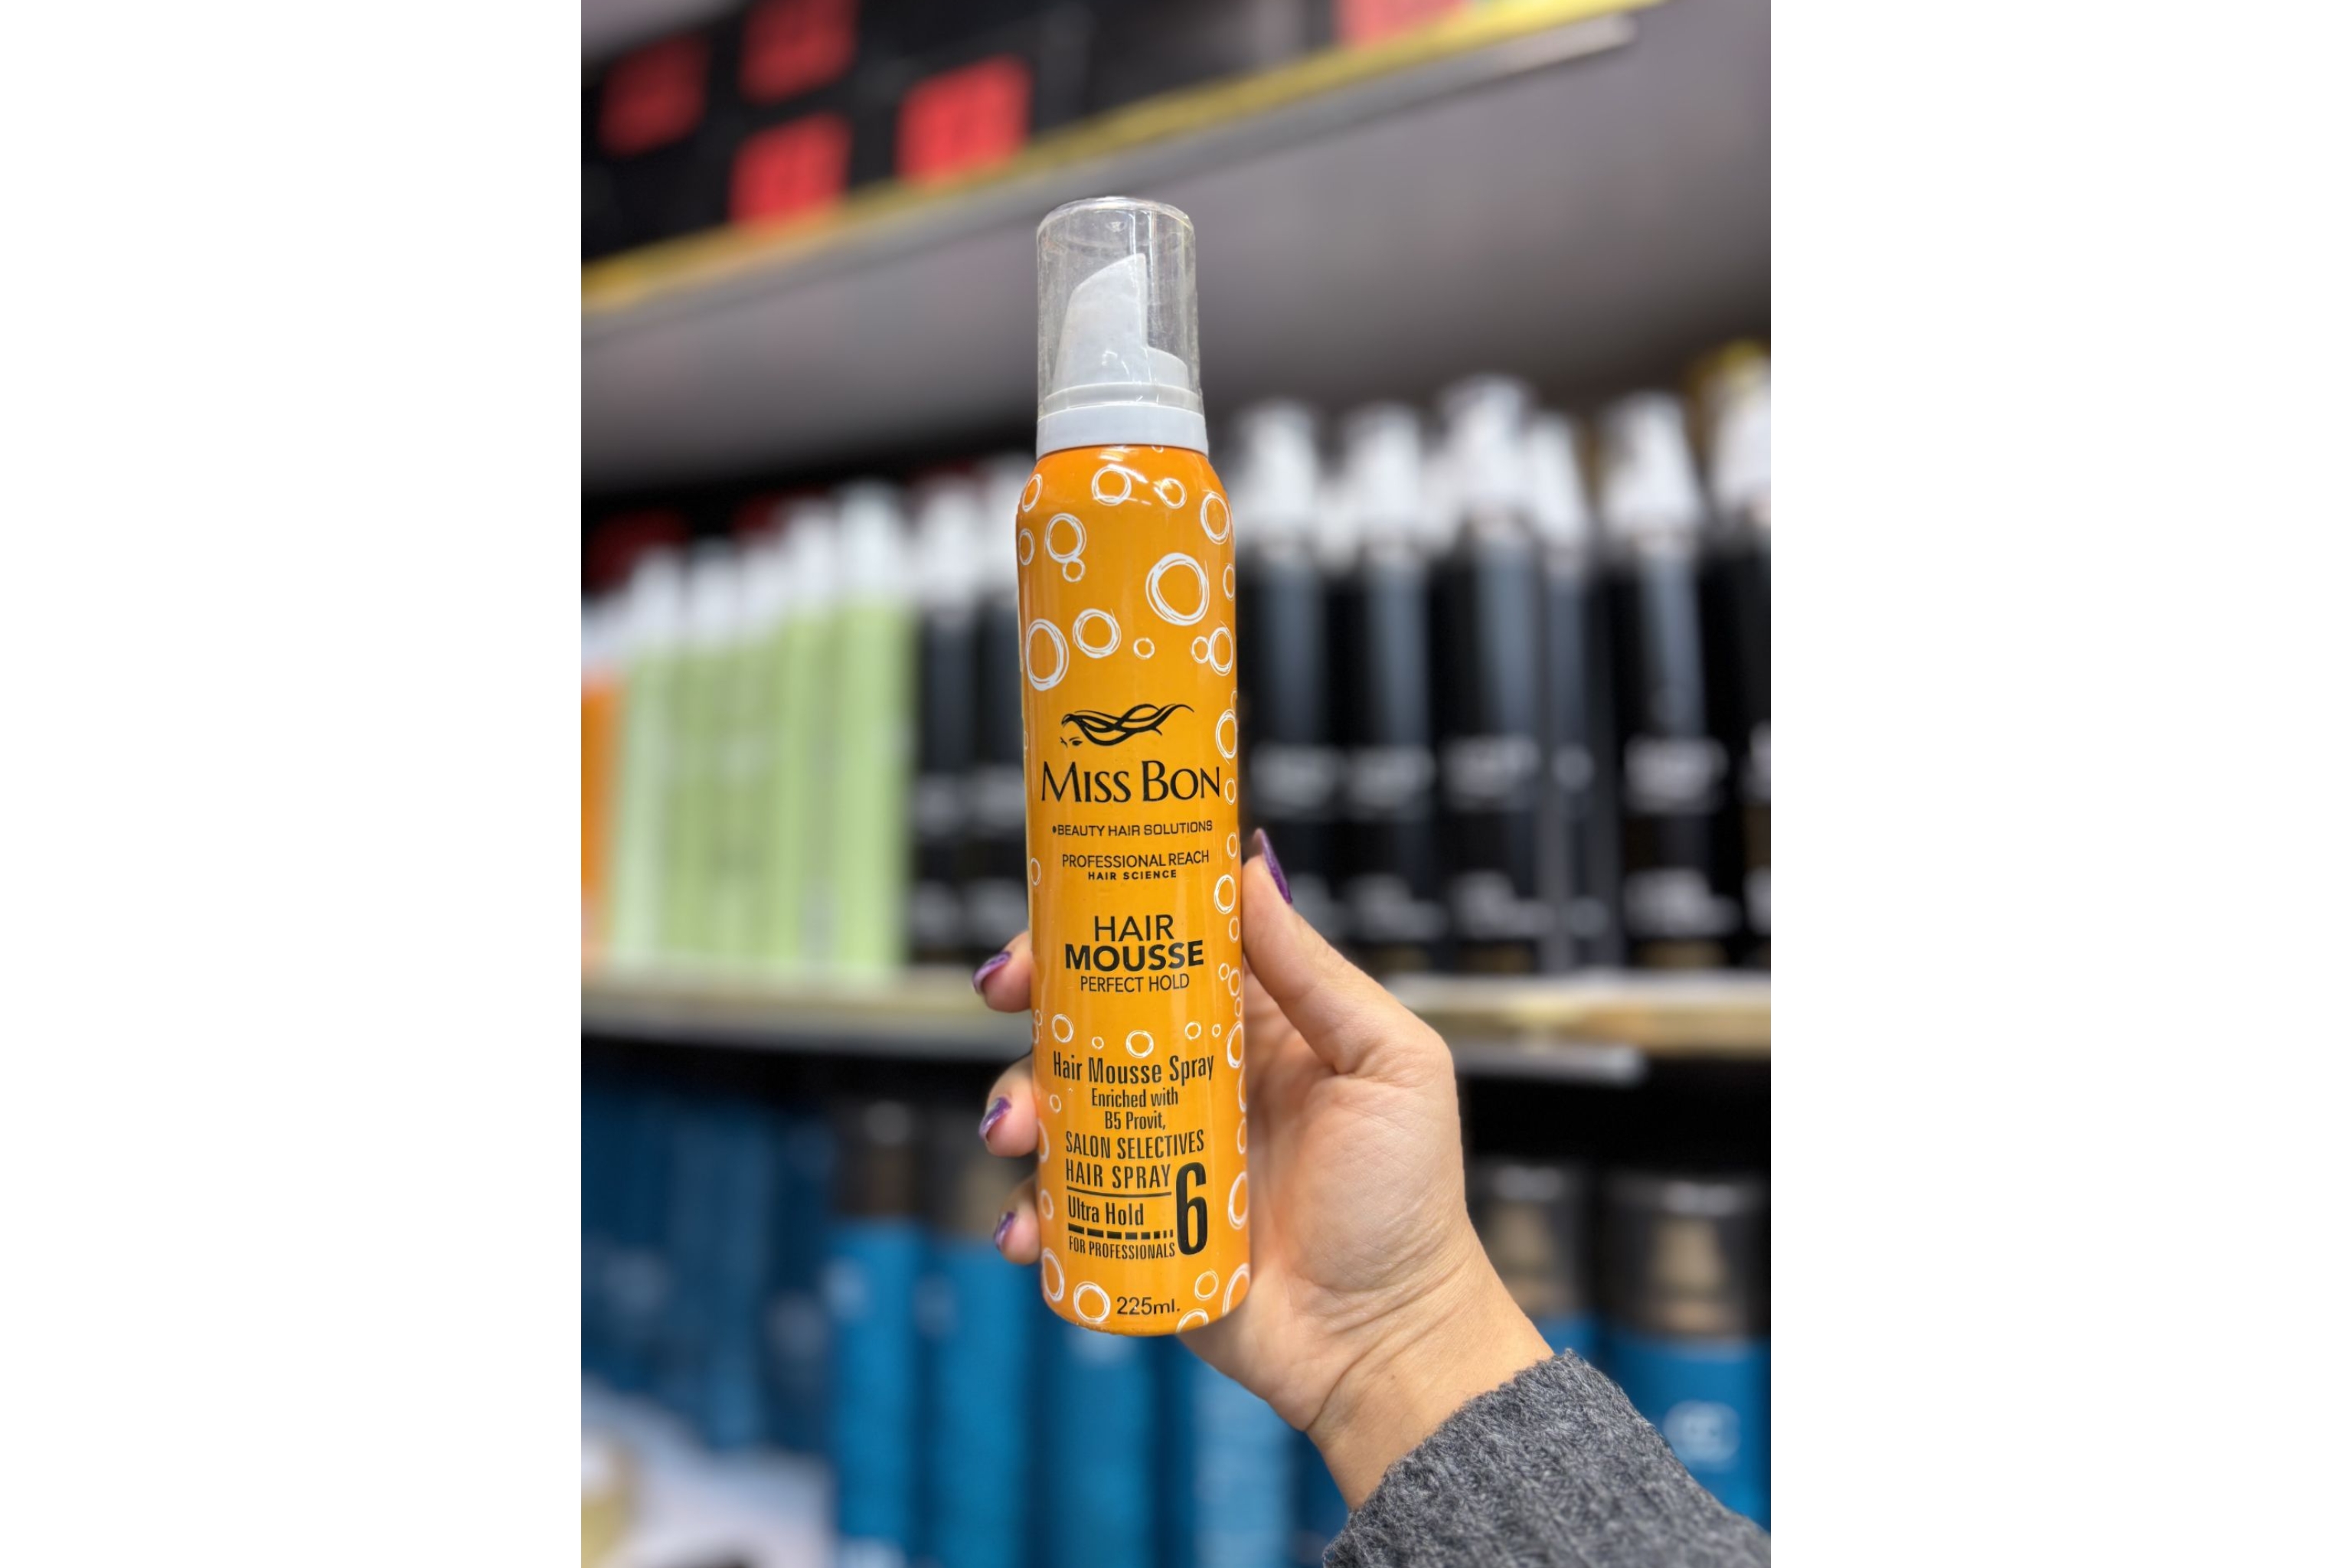 MISS BON
•BEAUTY HAIR SOLUTIONS
PROFESSIONAL REACH
HAIR SCIENCE
HAIR
MOUSSE
PERFECT HOLD
Hair Mousse Spray
Enriched with
B5 Provit,
SALON SELECTIVES
HAIR SPRAY
Ultra Hold
6
FOR PROFESSIONALS
225ml.